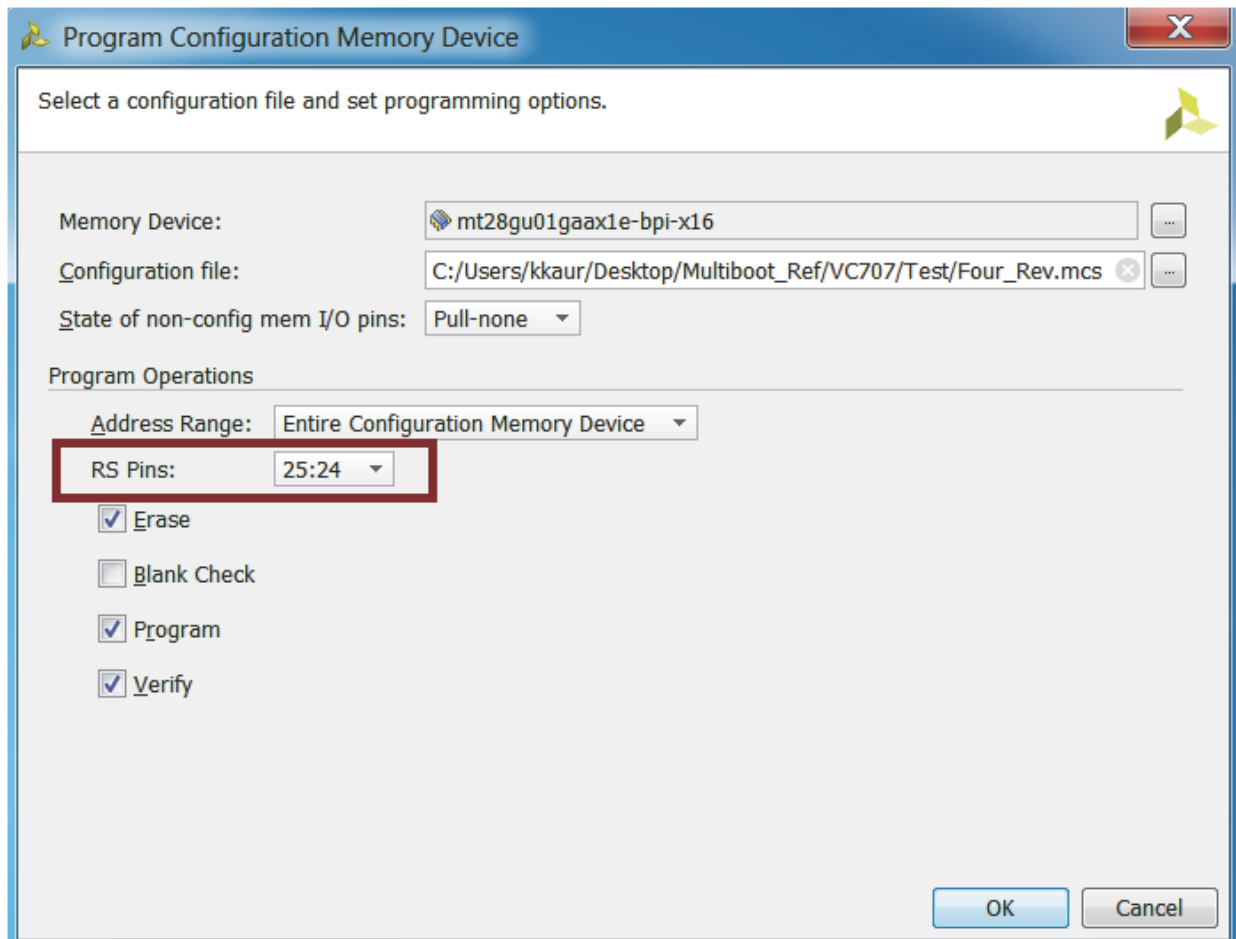 Program Configuration Memory Device
Select a configuration file and set programming options.
Memory Device: mt28gu01gaax1e-bpi-x16 ...
Configuration file: C:/Users/kkaur/Desktop/Multiboot_Ref/VC707/Test/Four_Rev.mcs ...
State of non-config mem I/O pins: Pull-none
Program Operations
Address Range: Entire Configuration Memory Device
RS Pins: 25:24
Erase
Blank Check
Program
Verify
OK Cancel